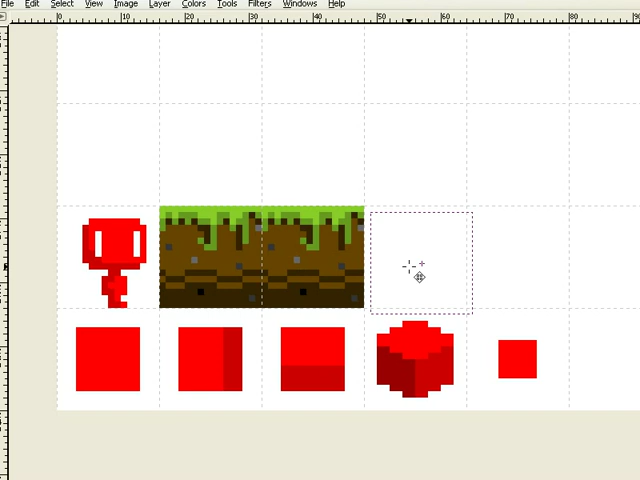 File Edit Select View Image Layer Colors Tools Filters Windows Help
0 10 20 30 40 50 60 70 80